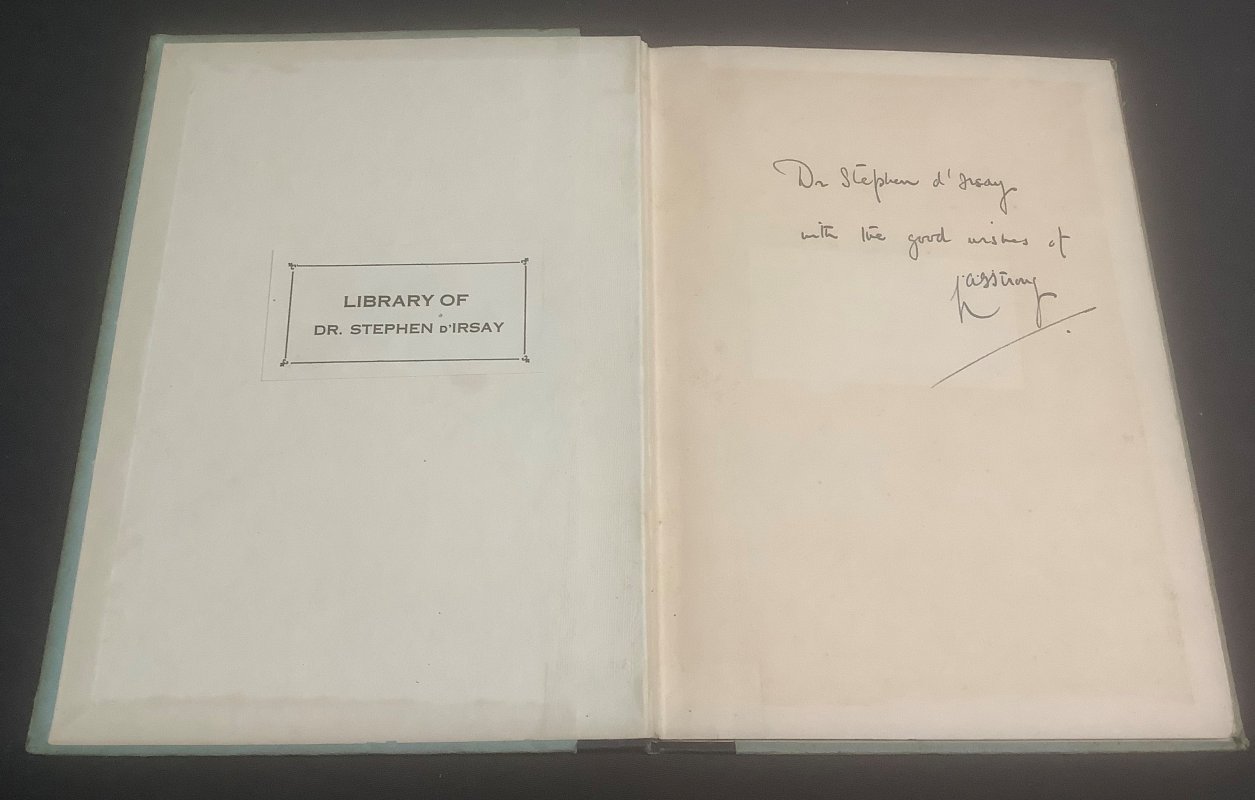 LIBRARY OF
DR. STEPHEN D'IRSAY
Dr Stephen d'Irsay
with the good wishes of